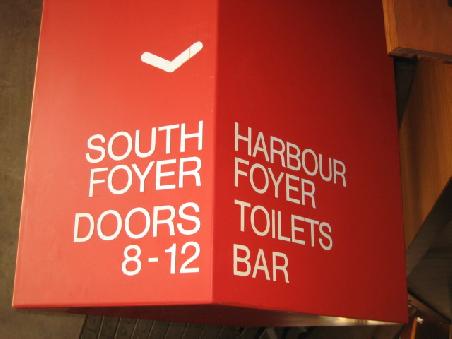 SOUTH
FOYER
DOORS
8-12
HARBOUR
FOYER
TOILETS
BAR